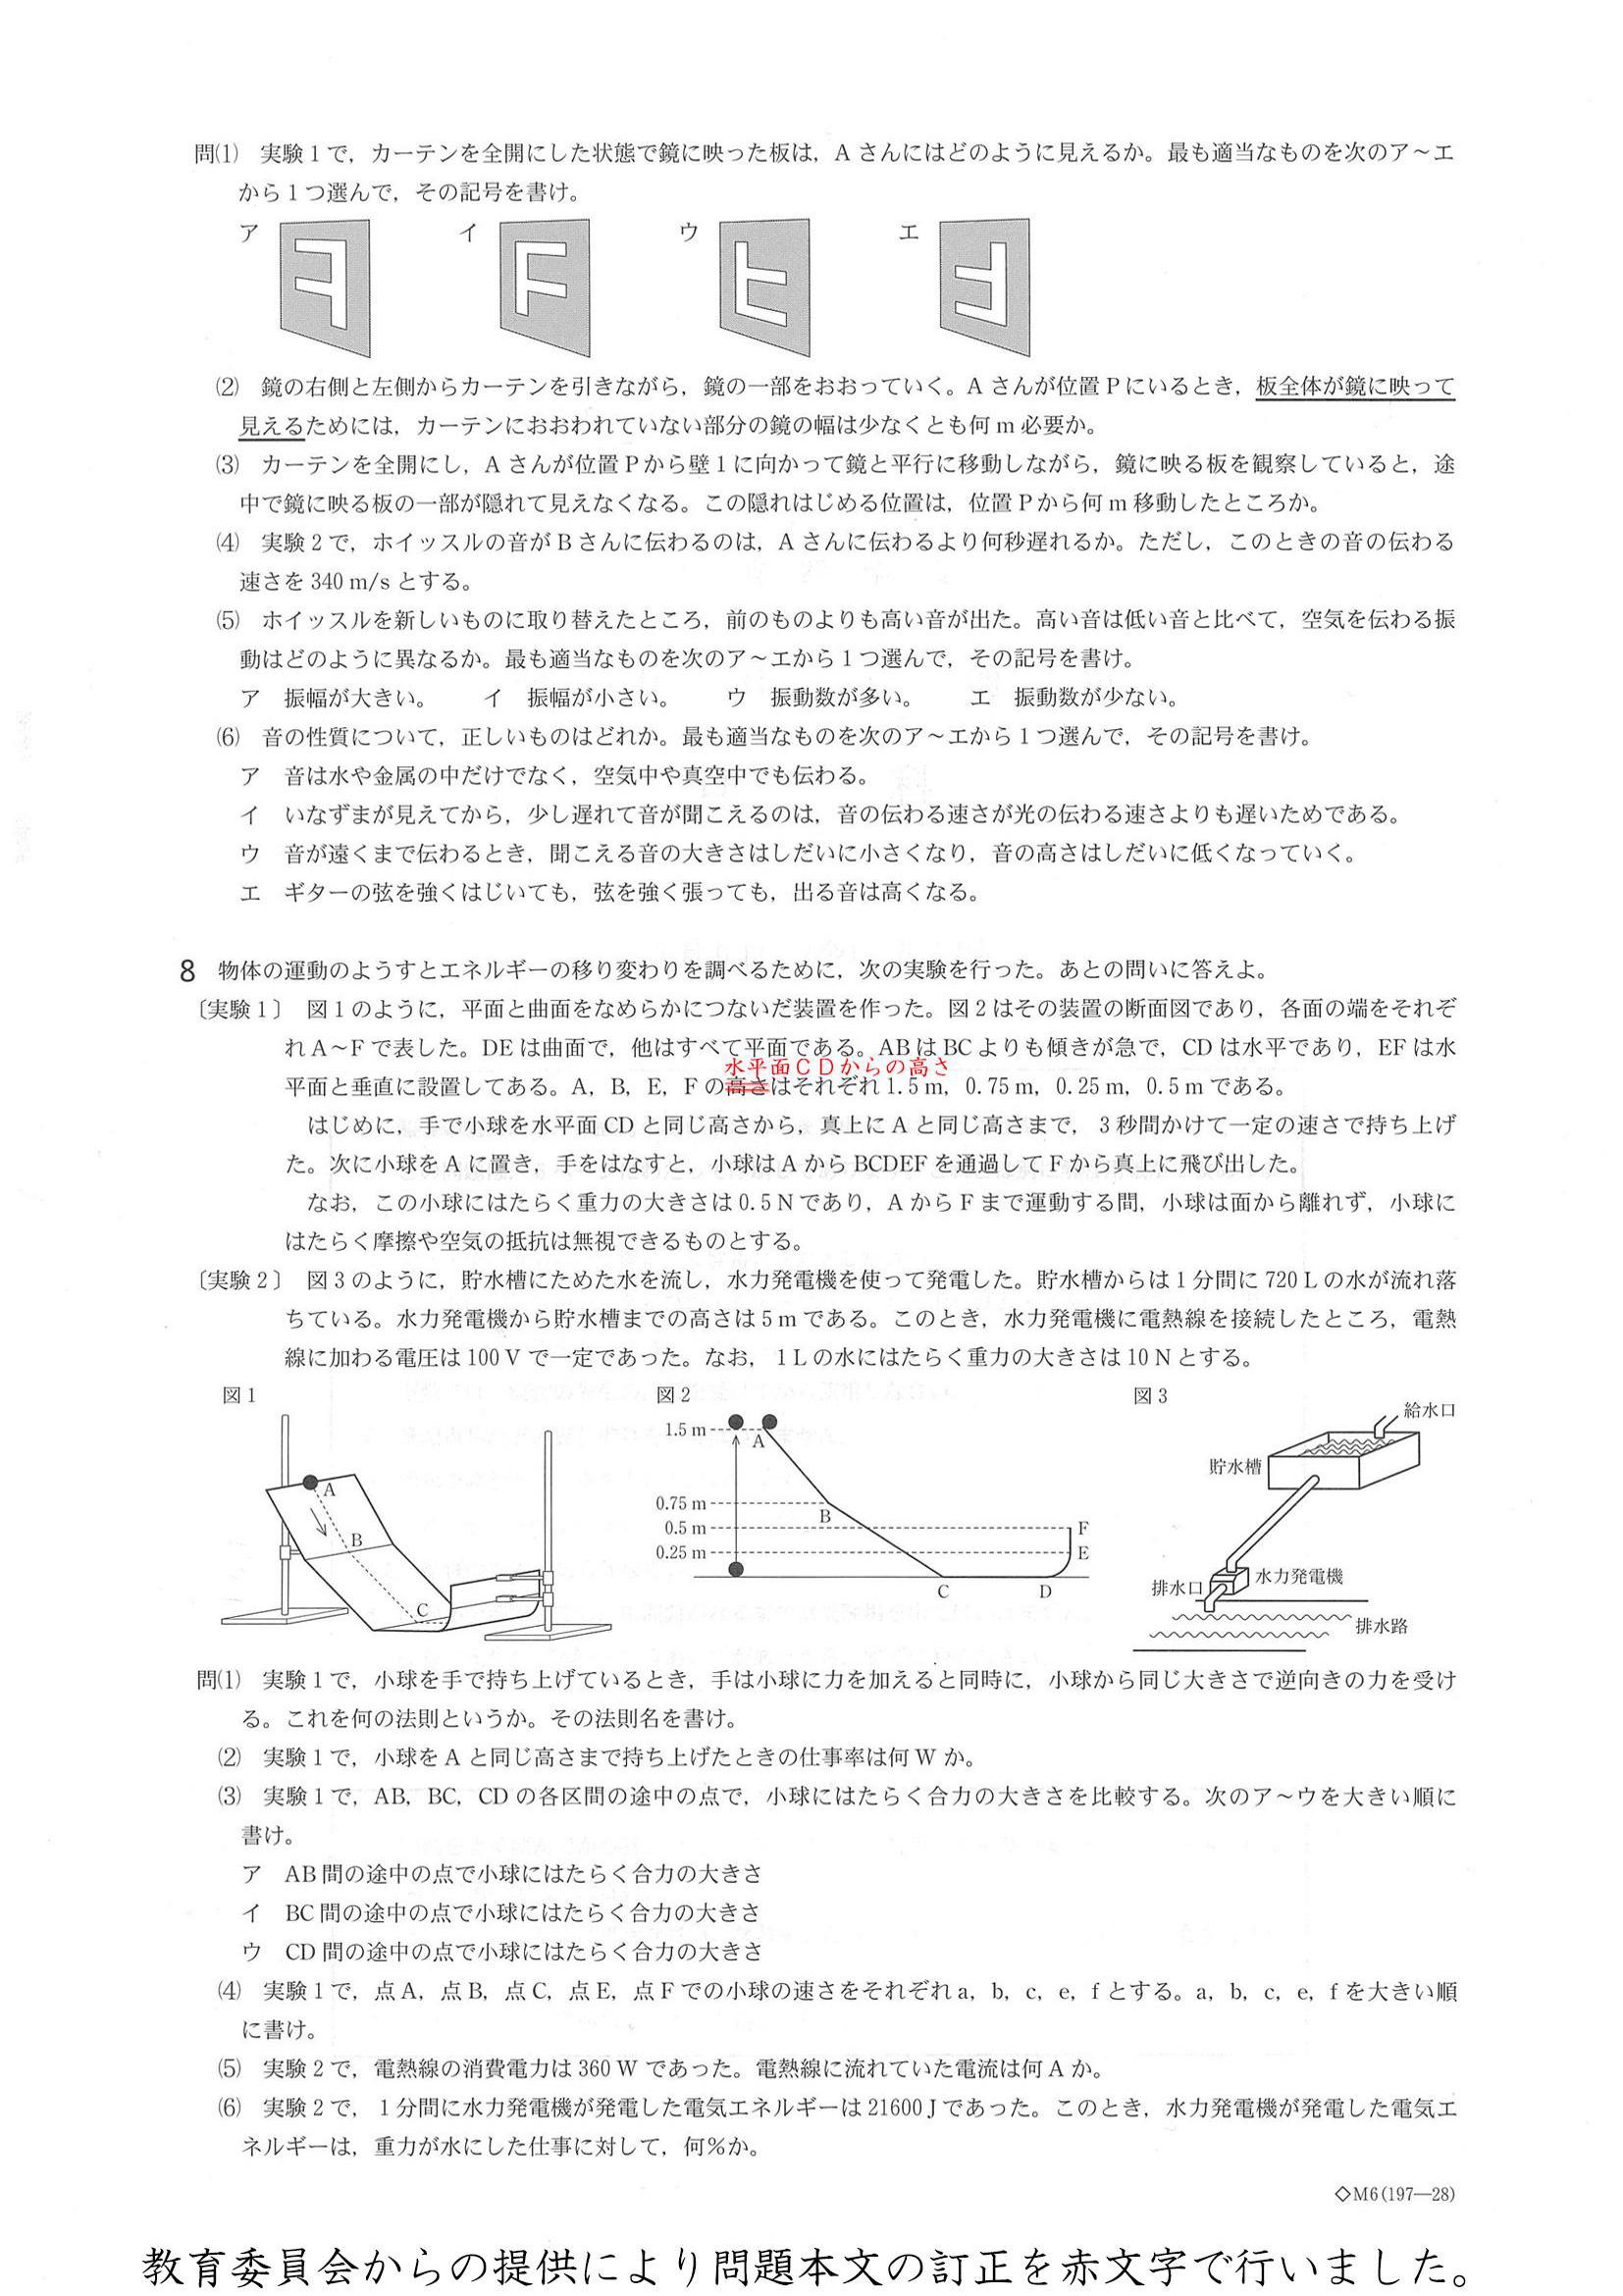 問⑴ 実験1で，カーテンを全開にした状態で鏡に映った板は，Aさんにはどのように見えるか。最も適当なものを次のア～エ
から1つ選んで，その記号を書け。
ア イ ウ エ
⑵ 鏡の右側と左側からカーテンを引きながら，鏡の一部をおおっていく。Aさんが位置Pにいるとき，板全体が鏡に映って
見えるためには，カーテンにおおわれていない部分の鏡の幅は少なくとも何m必要か。
⑶ カーテンを全開にし，Aさんが位置Pから壁1に向かって鏡と平行に移動しながら，鏡に映る板を観察していると，途
中で鏡に映る板の一部が隠れて見えなくなる。この隠れはじめる位置は，位置Pから何m移動したところか。
⑷ 実験2で，ホイッスルの音がBさんに伝わるのは，Aさんに伝わるより何秒遅れるか。ただし，このときの音の伝わる
速さを340 m/sとする。
⑸ ホイッスルを新しいものに取り替えたところ，前のものよりも高い音が出た。高い音は低い音と比べて，空気を伝わる振
動はどのように異なるか。最も適当なものを次のア～エから1つ選んで，その記号を書け。
ア 振幅が大きい。 イ 振幅が小さい。 ウ 振動数が多い。 エ 振動数が少ない。
⑹ 音の性質について，正しいものはどれか。最も適当なものを次のア～エから1つ選んで，その記号を書け。
ア 音は水や金属の中だけでなく，空気中や真空中でも伝わる。
イ いなずまが見えてから，少し遅れて音が聞こえるのは，音の伝わる速さが光の伝わる速さよりも遅いためである。
ウ 音が遠くまで伝わるとき，聞こえる音の大きさはしだいに小さくなり，音の高さはしだいに低くなっていく。
エ ギターの弦を強くはじいても，弦を強く張っても，出る音は高くなる。
8 物体の運動のようすとエネルギーの移り変わりを調べるために，次の実験を行った。あとの問いに答えよ。
〔実験1〕 図1のように，平面と曲面をなめらかにつないだ装置を作った。図2はその装置の断面図であり，各面の端をそれぞ
れA～Fで表した。DEは曲面で，他はすべて平面である。ABはBCよりも傾きが急で，CDは水平であり，EFは水
水平面CDからの高さ
平面と垂直に設置してある。A，B，E，Fの高さはそれぞれ1.5 m，0.75 m，0.25 m，0.5 mである。
はじめに，手で小球を水平面CDと同じ高さから，真上にAと同じ高さまで，3秒間かけて一定の速さで持ち上げ
た。次に小球をAに置き，手をはなすと，小球はAからBCDEFを通過してFから真上に飛び出した。
なお，この小球にはたらく重力の大きさは0.5 Nであり，AからFまで運動する間，小球は面から離れず，小球に
はたらく摩擦や空気の抵抗は無視できるものとする。
〔実験2〕 図3のように，貯水槽にためた水を流し，水力発電機を使って発電した。貯水槽からは1分間に720 Lの水が流れ落
ちている。水力発電機から貯水槽までの高さは5 mである。このとき，水力発電機に電熱線を接続したところ，電熱
線に加わる電圧は100 Vで一定であった。なお，1 Lの水にはたらく重力の大きさは10 Nとする。
図1 図2 図3
給水口
1.5 m A
貯水槽
A
0.75 m
B
0.5 m F
B
0.25 m E
水力発電機
排水口
C D
C
排水路
問⑴ 実験1で，小球を手で持ち上げているとき，手は小球に力を加えると同時に，小球から同じ大きさで逆向きの力を受け
る。これを何の法則というか。その法則名を書け。
⑵ 実験1で，小球をAと同じ高さまで持ち上げたときの仕事率は何Wか。
⑶ 実験1で，AB，BC，CDの各区間の途中の点で，小球にはたらく合力の大きさを比較する。次のア～ウを大きい順に
書け。
ア AB間の途中の点で小球にはたらく合力の大きさ
イ BC間の途中の点で小球にはたらく合力の大きさ
ウ CD間の途中の点で小球にはたらく合力の大きさ
⑷ 実験1で，点A，点B，点C，点E，点Fでの小球の速さをそれぞれa，b，c，e，fとする。a，b，c，e，fを大きい順
に書け。
⑸ 実験2で，電熱線の消費電力は360 Wであった。電熱線に流れていた電流は何Aか。
⑹ 実験2で，1分間に水力発電機が発電した電気エネルギーは21600 Jであった。このとき，水力発電機が発電した電気エ
ネルギーは，重力が水にした仕事に対して，何％か。
◇M6(197―28)
教育委員会からの提供により問題本文の訂正を赤文字で行いました。